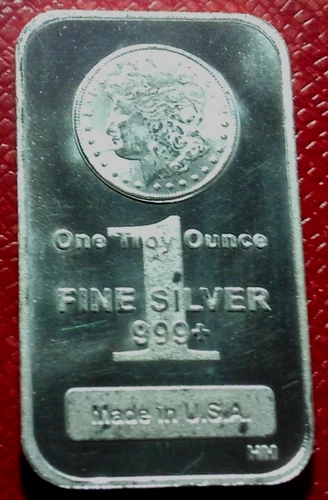 One Troy Ounce
1
FINE SILVER
999+
Made in U.S.A.
HM